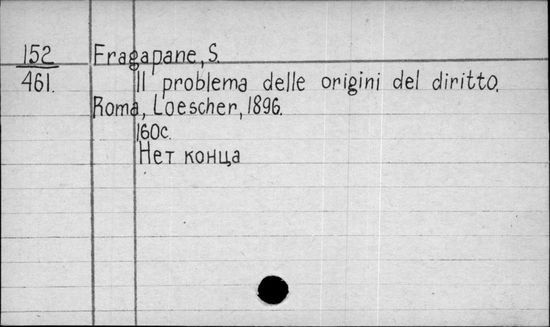 152 Fragapane, S.
461. Il problema delle origini del diritto.
Roma, Loescher, 1896.
160с.
Нет конца